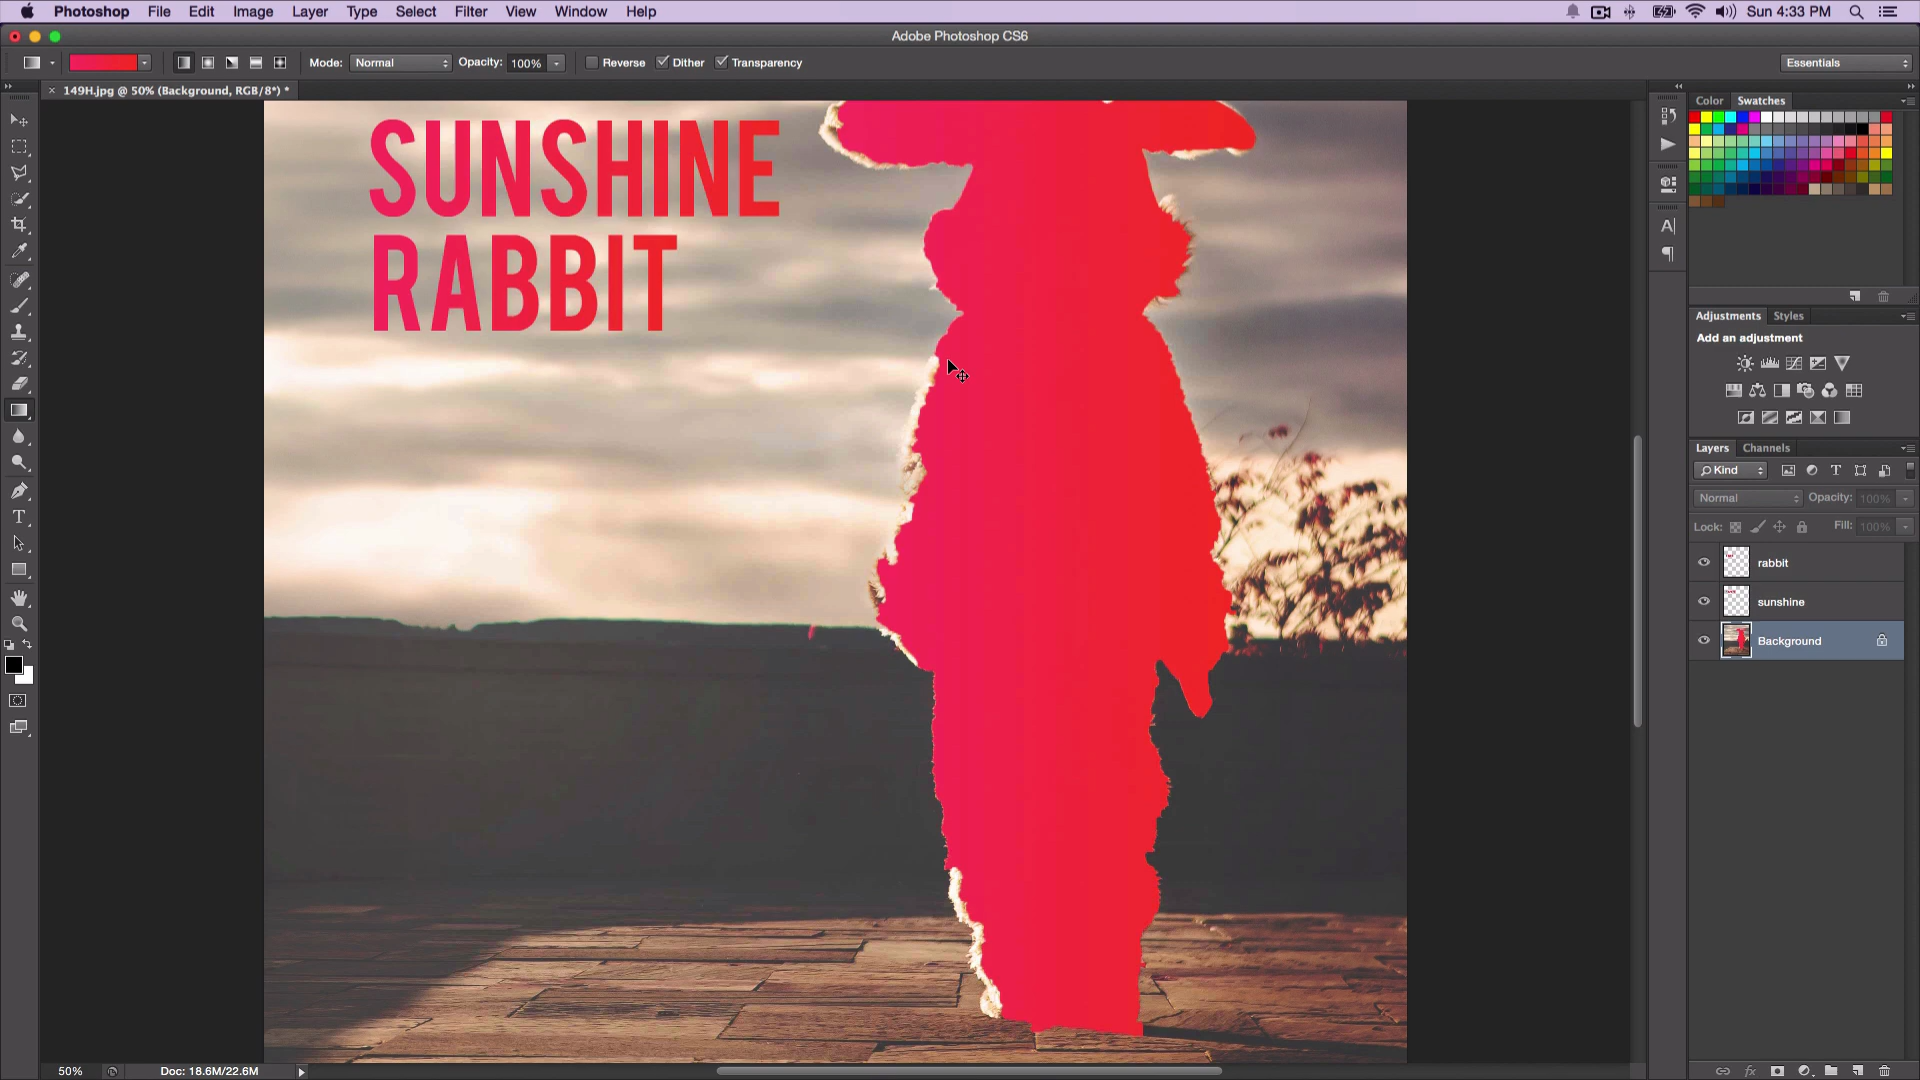 Photoshop File Edit Image Layer Type Select Filter View Window Help Sun 4:33 PM
Adobe Photoshop CS6
Mode: Normal Opacity: 100% Reverse Dither Transparency Essentials
149H.jpg @ 50% (Background, RGB/8*) *
Color Swatches
SUNSHINE
RABBIT
Adjustments Styles
Add an adjustment
Layers Channels
Kind
Normal Opacity: 100%
Lock: Fill: 100%
rabbit
sunshine
Background
50% Doc: 18.6M/22.6M